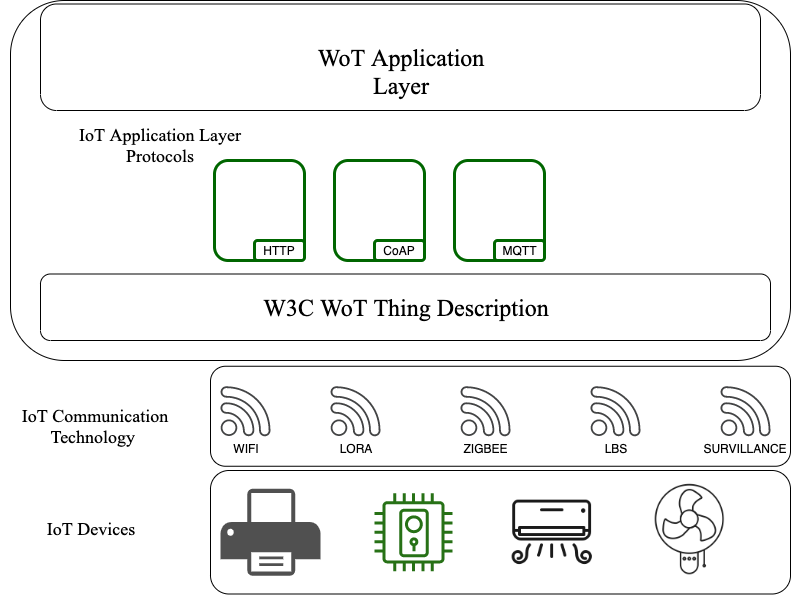 WoT Application
Layer
IoT Application Layer
Protocols
HTTP
CoAP
MQTT
W3C WoT Thing Description
IoT Communication
Technology
WIFI
LORA
ZIGBEE
LBS
SURVILLANCE
IoT Devices